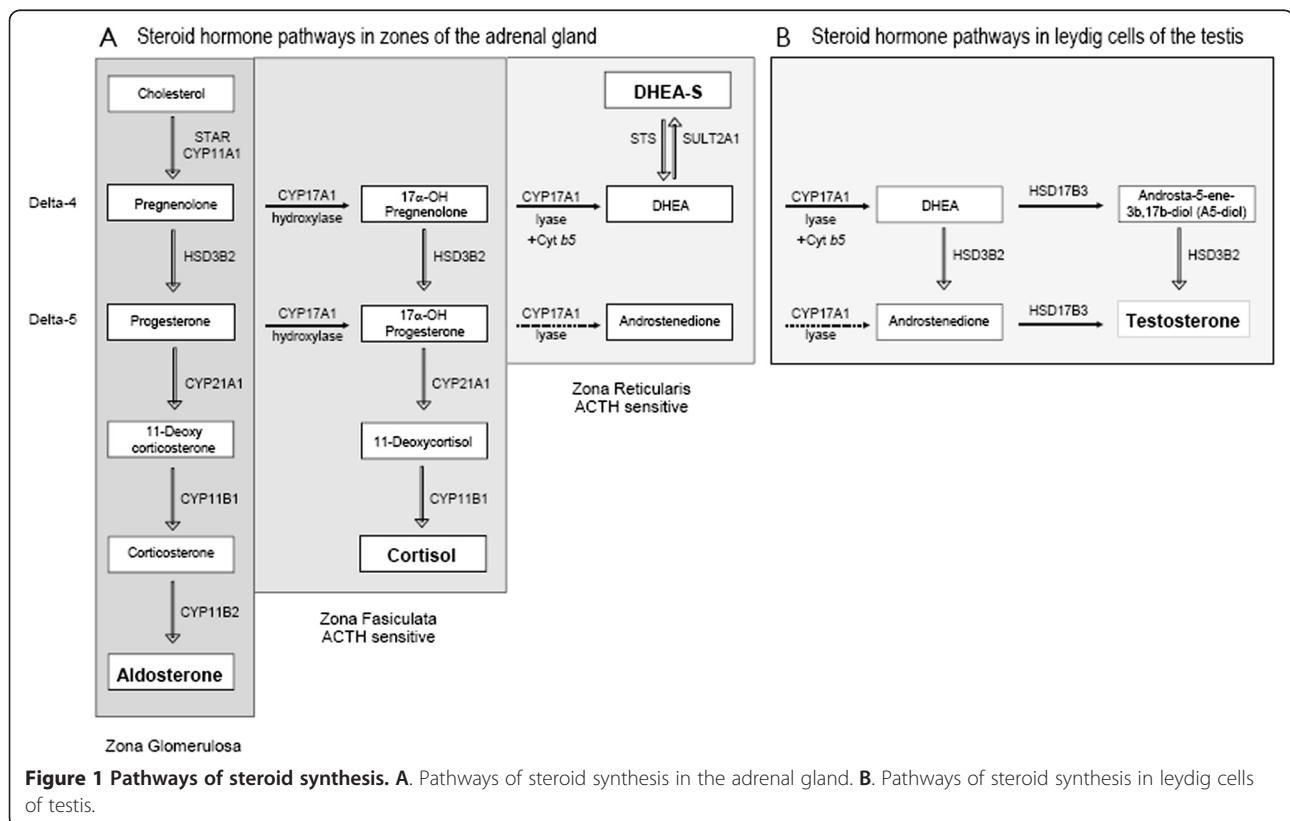 A Steroid hormone pathways in zones of the adrenal gland
Cholesterol
STAR
CYP11A1
Delta-4
Pregnenolone
CYP17A1
hydroxylase
17α-OH
Pregnenolone
CYP17A1
lyase
+Cyt b5
DHEA
DHEA-S
STS
SULT2A1
HSD3B2
HSD3B2
Delta-5
Progesterone
CYP17A1
hydroxylase
17α-OH
Progesterone
CYP17A1
lyase
Androstenedione
CYP21A1
CYP21A1
11-Deoxy
corticosterone
11-Deoxycortisol
CYP11B1
CYP11B1
Corticosterone
Cortisol
CYP11B2
Aldosterone
Zona Glomerulosa
Zona Fasiculata
ACTH sensitive
Zona Reticularis
ACTH sensitive
B Steroid hormone pathways in leydig cells of the testis
CYP17A1
lyase
+Cyt b5
DHEA
HSD17B3
Androsta-5-ene-
3b,17b-diol (A5-diol)
HSD3B2
HSD3B2
CYP17A1
lyase
Androstenedione
HSD17B3
Testosterone
Figure 1 Pathways of steroid synthesis. A. Pathways of steroid synthesis in the adrenal gland. B. Pathways of steroid synthesis in leydig cells
of testis.